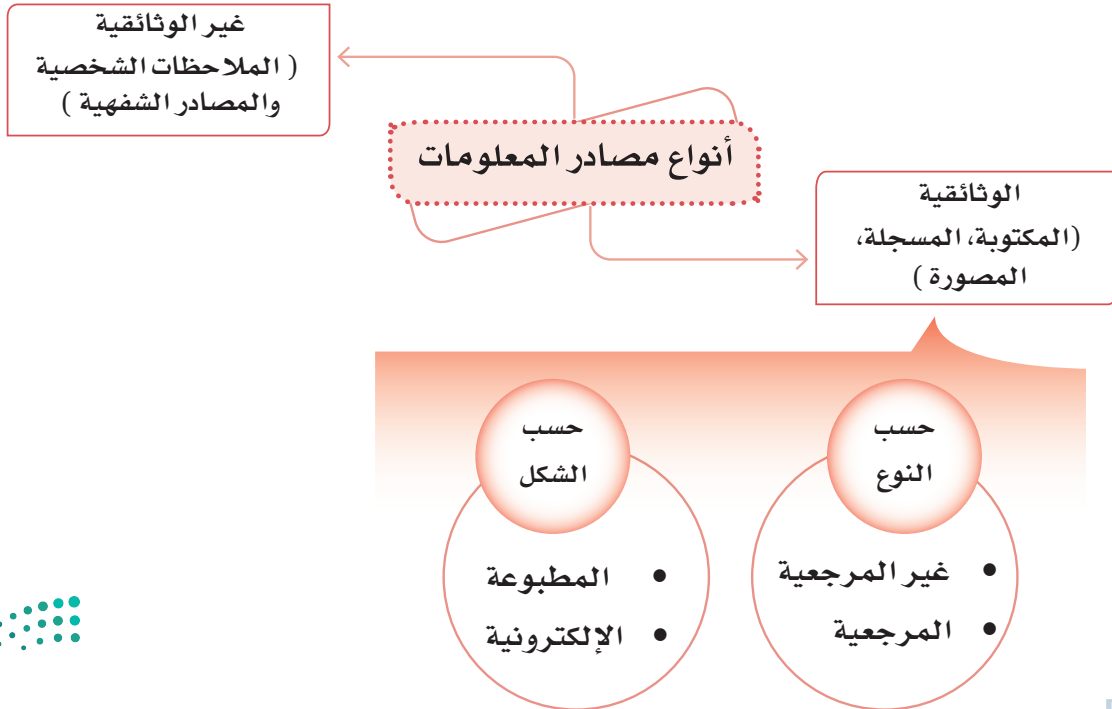 غير الوثائقية
( الملاحظات الشخصية
والمصادر الشفهية )
أنواع مصادر المعلومات
الوثائقية
(المكتوبة، المسجلة،
المصورة )
حسب
النوع
• غير المرجعية
• المرجعية
حسب
الشكل
• المطبوعة
• الإلكترونية